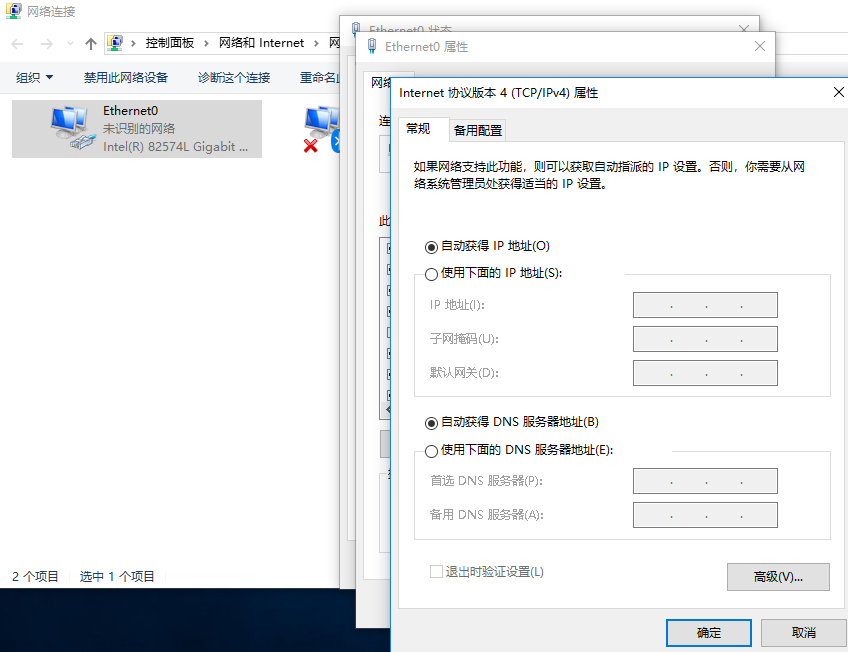 网络连接
控制面板 › 网络和 Internet › 网
组织 禁用此网络设备 诊断这个连接 重命名
Ethernet0
未识别的网络
Intel(R) 82574L Gigabit ...
2 个项目 选中 1 个项目
Ethernet0 状态
Ethernet0 属性
网络
连
此
Internet 协议版本 4 (TCP/IPv4) 属性
常规 备用配置
如果网络支持此功能，则可以获取自动指派的 IP 设置。否则，你需要从网
络系统管理员处获得适当的 IP 设置。
自动获得 IP 地址(O)
使用下面的 IP 地址(S):
IP 地址(I):
子网掩码(U):
默认网关(D):
自动获得 DNS 服务器地址(B)
使用下面的 DNS 服务器地址(E):
首选 DNS 服务器(P):
备用 DNS 服务器(A):
退出时验证设置(L)
高级(V)...
确定 取消